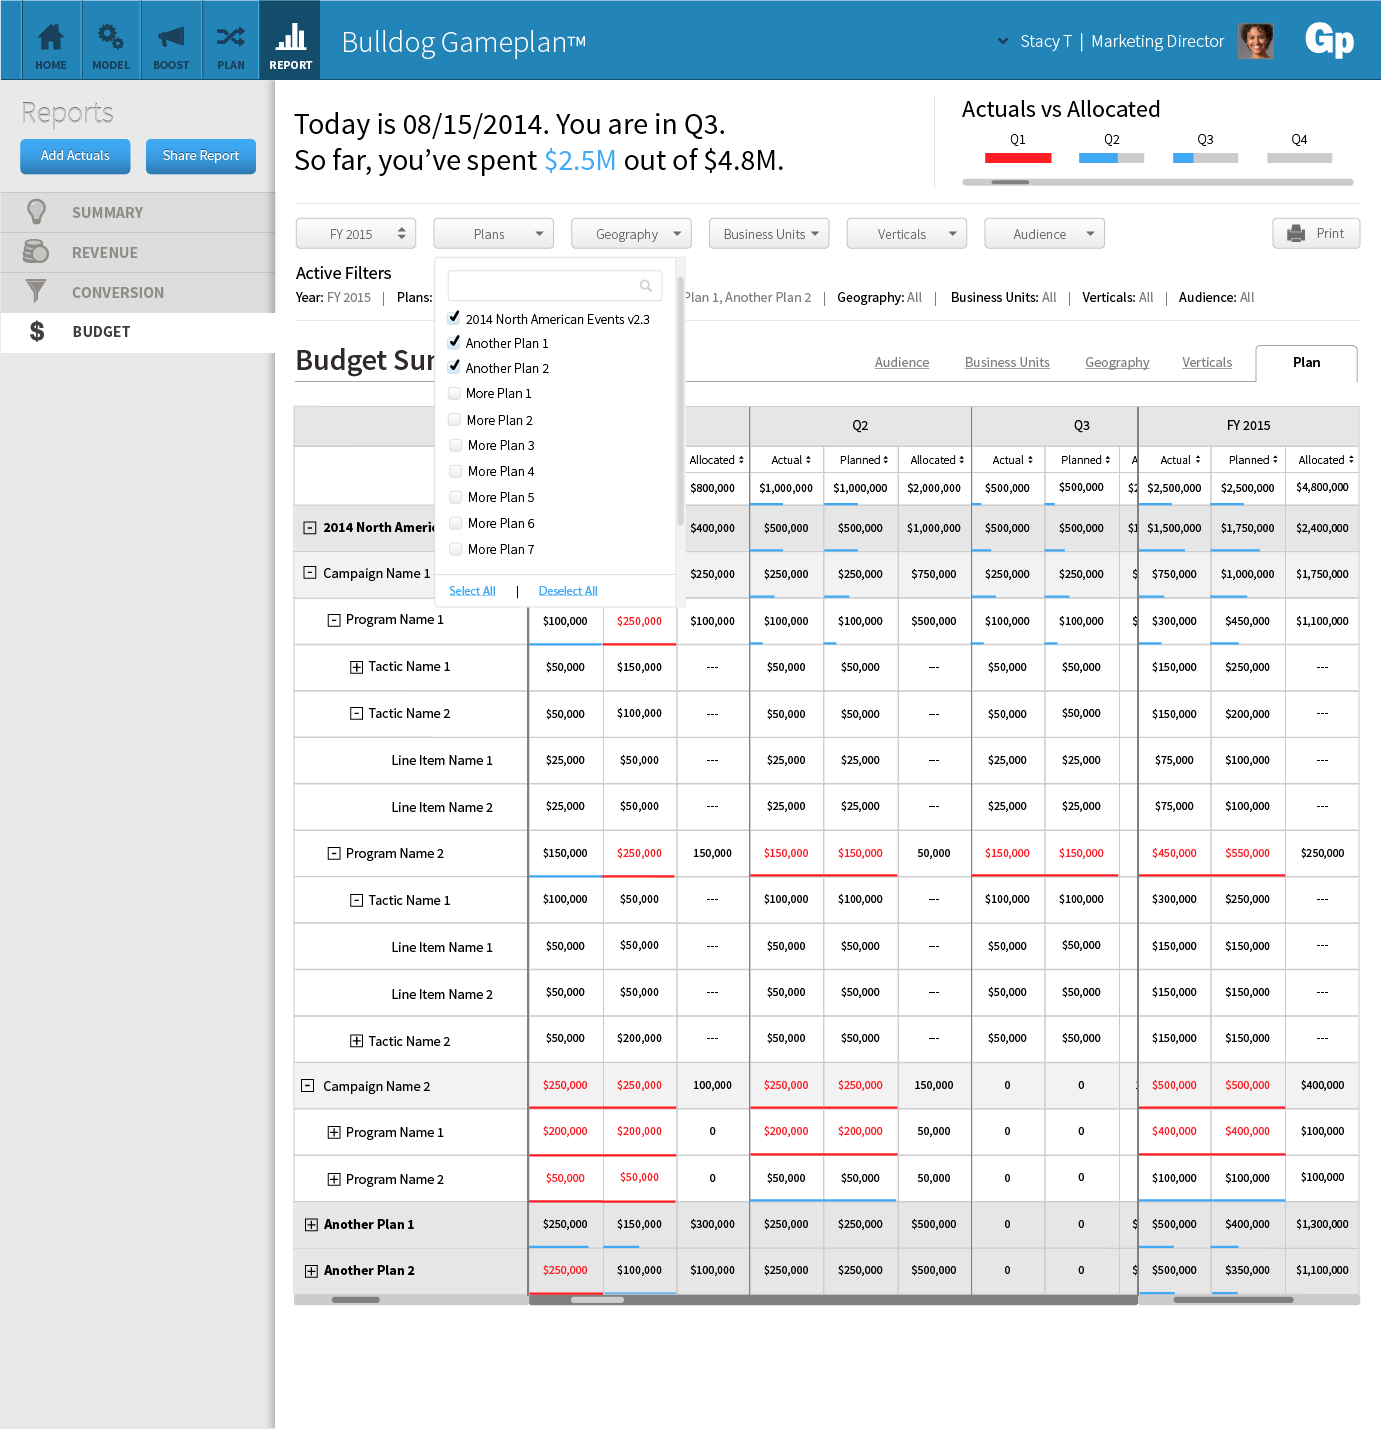 HOME MODEL BOOST PLAN REPORT Bulldog Gameplan™ Stacy T | Marketing Director Gp
Reports
Add Actuals Share Report
SUMMARY
REVENUE
CONVERSION
$ BUDGET
Today is 08/15/2014. You are in Q3.
So far, you’ve spent $2.5M out of $4.8M.
Actuals vs Allocated
Q1 Q2 Q3 Q4
FY 2015 Plans Geography Business Units Verticals Audience Print
Active Filters
Year: FY 2015 | Plans: Plan 1, Another Plan 2 | Geography: All | Business Units: All | Verticals: All | Audience: All
2014 North American Events v2.3
Another Plan 1
Another Plan 2
More Plan 1
More Plan 2
More Plan 3
More Plan 4
More Plan 5
More Plan 6
More Plan 7
Select All | Deselect All
Budget Audience Business Units Geography Verticals Plan
Q2 Q3 FY 2015
Allocated Actual Planned Allocated Actual Planned Actual Planned Allocated
$800,000 $1,000,000 $1,000,000 $2,000,000 $500,000 $500,000 $2,500,000 $2,500,000 $4,800,000
2014 North $400,000 $500,000 $500,000 $1,000,000 $500,000 $500,000 $1,500,000 $1,750,000 $2,400,000
Campaign Name 1 $250,000 $250,000 $250,000 $750,000 $250,000 $250,000 $750,000 $1,000,000 $1,750,000
Program Name 1 $100,000 $250,000 $100,000 $100,000 $100,000 $500,000 $100,000 $100,000 $300,000 $450,000 $1,100,000
Tactic Name 1 $50,000 $150,000 --- $50,000 $50,000 --- $50,000 $50,000 $150,000 $250,000 ---
Tactic Name 2 $50,000 $100,000 --- $50,000 $50,000 --- $50,000 $50,000 $150,000 $200,000 ---
Line Item Name 1 $25,000 $50,000 --- $25,000 $25,000 --- $25,000 $25,000 $75,000 $100,000 ---
Line Item Name 2 $25,000 $50,000 --- $25,000 $25,000 --- $25,000 $25,000 $75,000 $100,000 ---
Program Name 2 $150,000 $250,000 150,000 $150,000 $150,000 50,000 $150,000 $150,000 $450,000 $550,000 $250,000
Tactic Name 1 $100,000 $50,000 --- $100,000 $100,000 --- $100,000 $100,000 $300,000 $250,000 ---
Line Item Name 1 $50,000 $50,000 --- $50,000 $50,000 --- $50,000 $50,000 $150,000 $150,000 ---
Line Item Name 2 $50,000 $50,000 --- $50,000 $50,000 --- $50,000 $50,000 $150,000 $150,000 ---
Tactic Name 2 $50,000 $200,000 --- $50,000 $50,000 --- $50,000 $50,000 $150,000 $150,000 ---
Campaign Name 2 $250,000 $250,000 100,000 $250,000 $250,000 150,000 0 0 $500,000 $500,000 $400,000
Program Name 1 $200,000 $200,000 0 $200,000 $200,000 50,000 0 0 $400,000 $400,000 $100,000
Program Name 2 $50,000 $50,000 0 $50,000 $50,000 50,000 0 0 $100,000 $100,000 $100,000
Another Plan 1 $250,000 $150,000 $300,000 $250,000 $250,000 $500,000 0 0 $500,000 $400,000 $1,300,000
Another Plan 2 $250,000 $100,000 $100,000 $250,000 $250,000 $500,000 0 0 $500,000 $350,000 $1,100,000